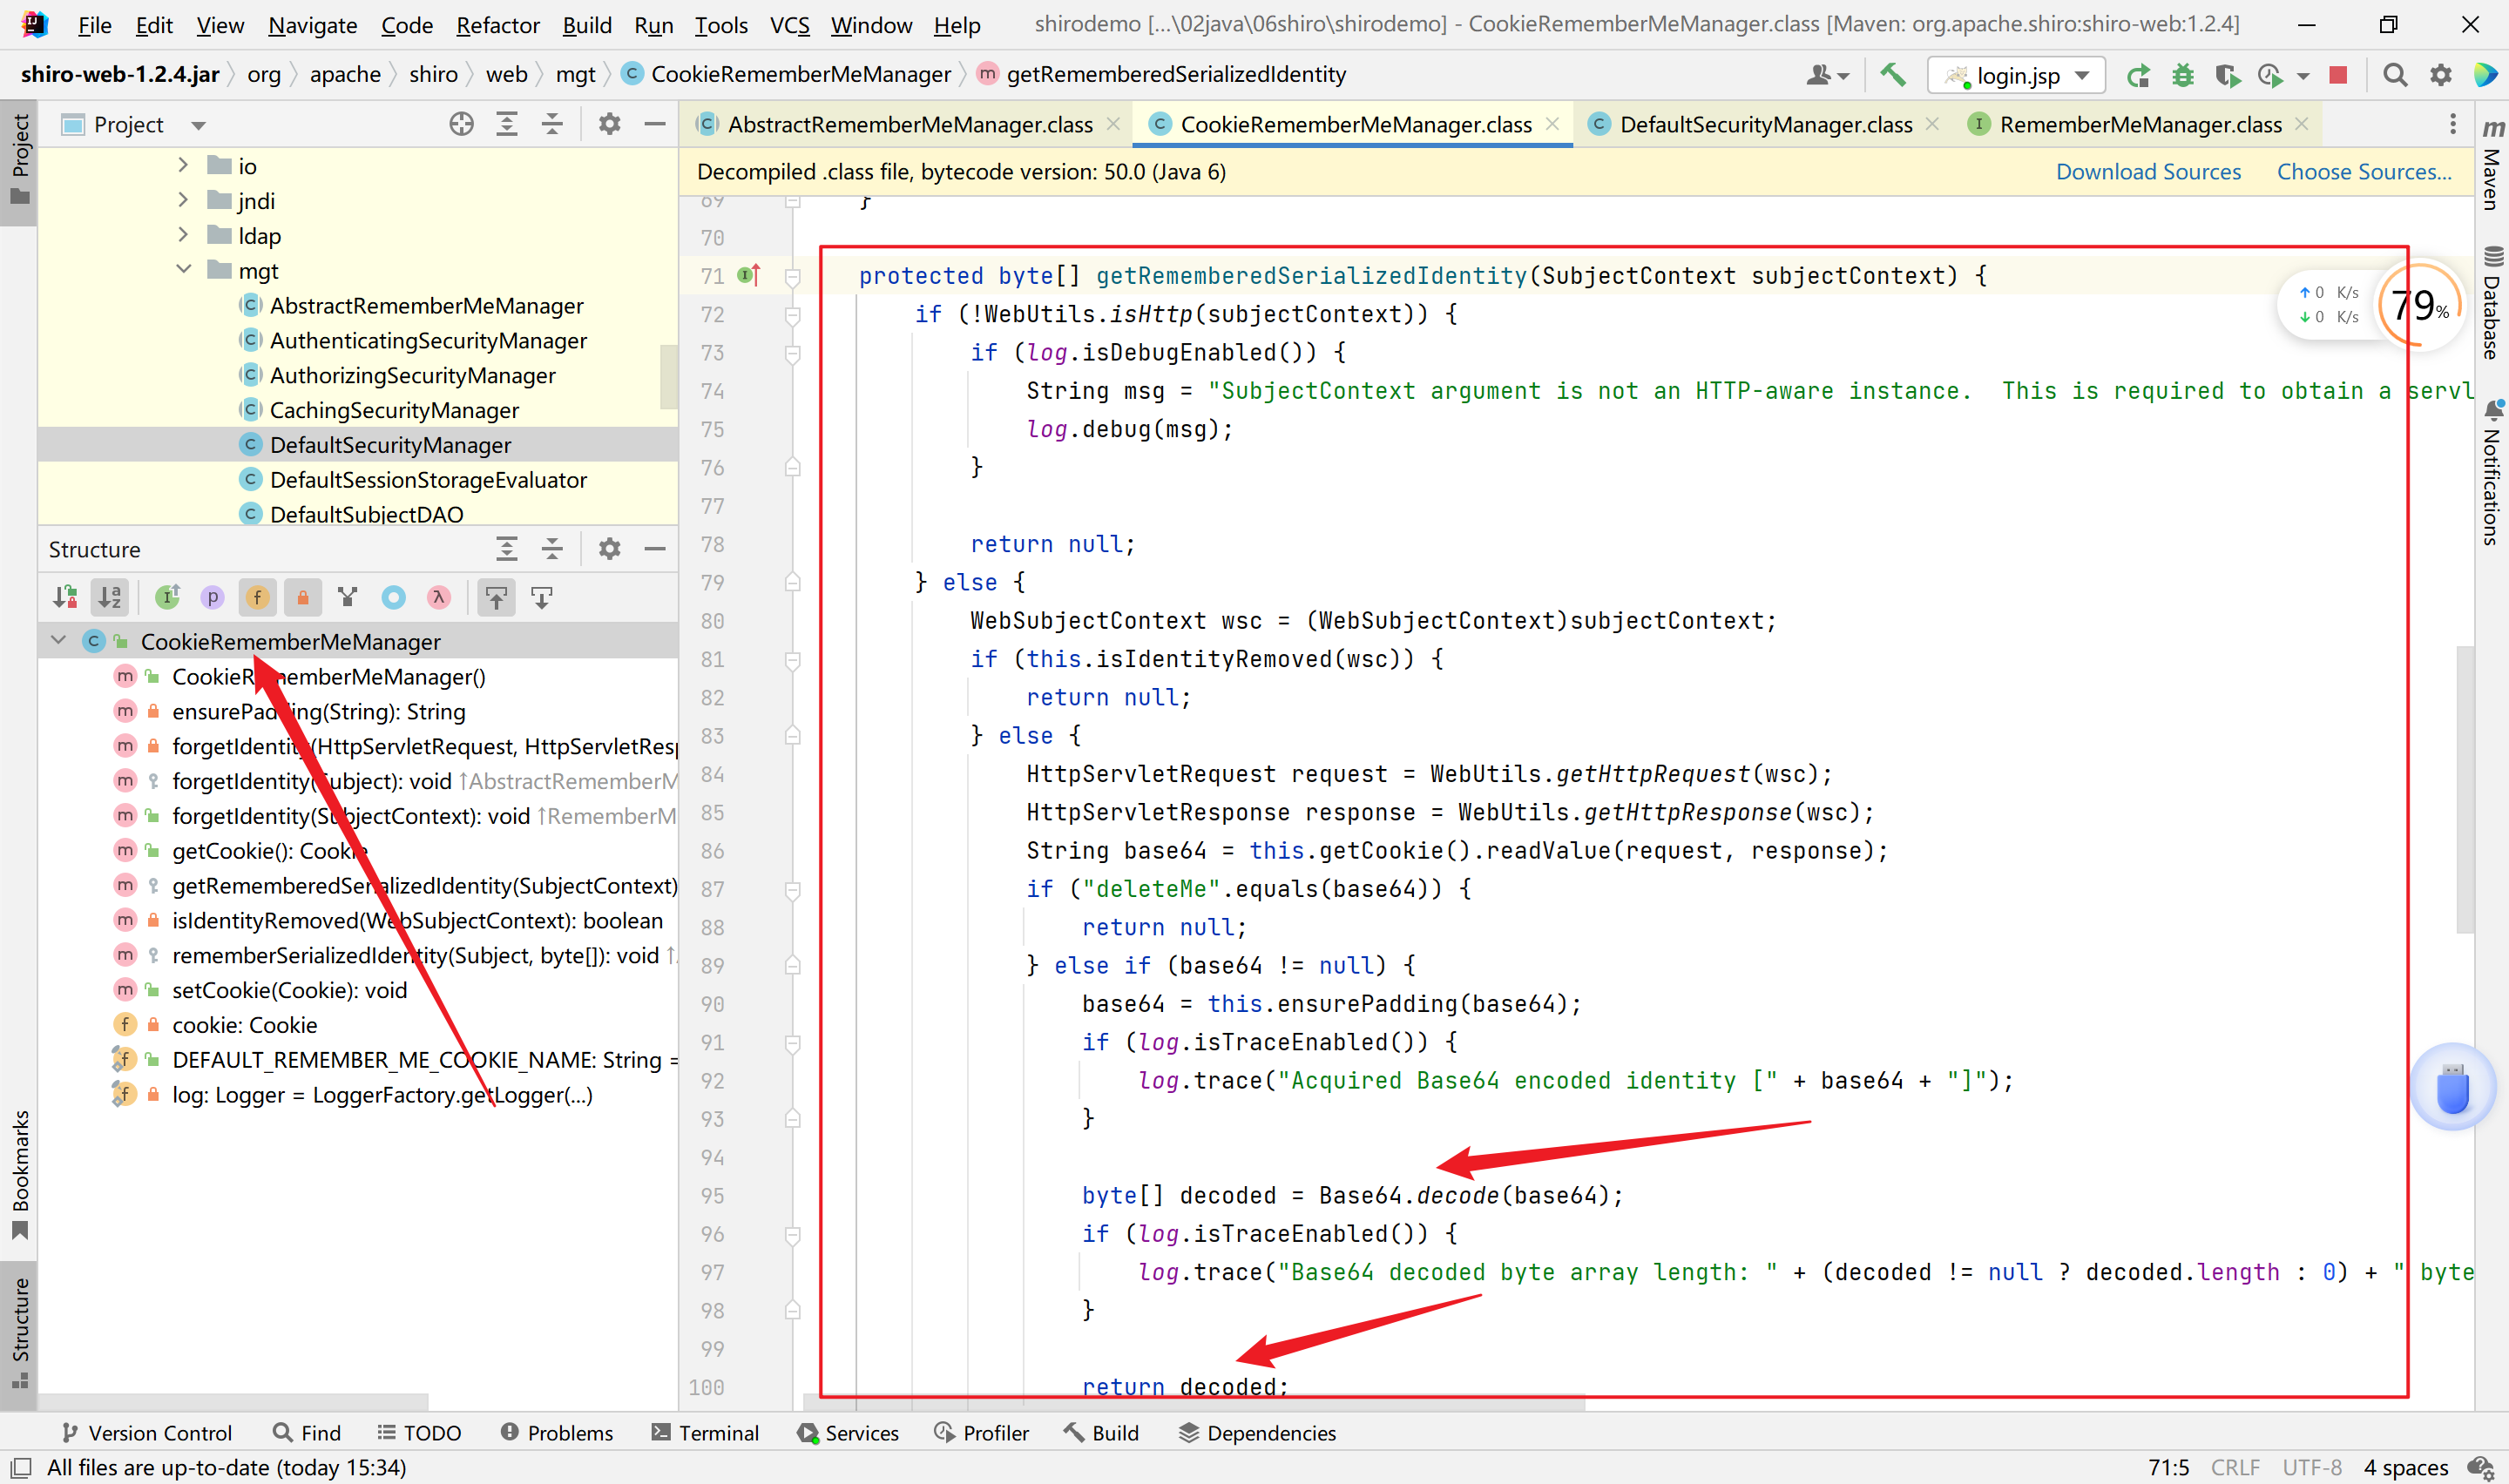 File Edit View Navigate Code Refactor Build Run Tools VCS Window Help shirodemo [...\02java\06shiro\shirodemo] - CookieRememberMeManager.class [Maven: org.apache.shiro:shiro-web:1.2.4]
shiro-web-1.2.4.jar org apache shiro web mgt CookieRememberMeManager getRememberedSerializedIdentity login.jsp
Project
AbstractRememberMeManager.class CookieRememberMeManager.class DefaultSecurityManager.class RememberMeManager.class
Decompiled .class file, bytecode version: 50.0 (Java 6) Download Sources Choose Sources...
Project
io
jndi
ldap
mgt
AbstractRememberMeManager
AuthenticatingSecurityManager
AuthorizingSecurityManager
CachingSecurityManager
DefaultSecurityManager
DefaultSessionStorageEvaluator
DefaultSubjectDAO
Structure
CookieRememberMeManager
CookieRememberMeManager()
ensurePadding(String): String
forgetIdentity(HttpServletRequest, HttpServletResp
forgetIdentity(Subject): void ↑AbstractRememberM
forgetIdentity(SubjectContext): void ↑RememberM
getCookie(): Cookie
getRememberedSerializedIdentity(SubjectContext)
isIdentityRemoved(WebSubjectContext): boolean
rememberSerializedIdentity(Subject, byte[]): void ↑.
setCookie(Cookie): void
cookie: Cookie
DEFAULT_REMEMBER_ME_COOKIE_NAME: String =
log: Logger = LoggerFactory.getLogger(...)
Bookmarks
Structure
69 }
70
71 protected byte[] getRememberedSerializedIdentity(SubjectContext subjectContext) {
72 if (!WebUtils.isHttp(subjectContext)) {
73 if (log.isDebugEnabled()) {
74 String msg = "SubjectContext argument is not an HTTP-aware instance.  This is required to obtain a servl
75 log.debug(msg);
76 }
77
78 return null;
79 } else {
80 WebSubjectContext wsc = (WebSubjectContext)subjectContext;
81 if (this.isIdentityRemoved(wsc)) {
82 return null;
83 } else {
84 HttpServletRequest request = WebUtils.getHttpRequest(wsc);
85 HttpServletResponse response = WebUtils.getHttpResponse(wsc);
86 String base64 = this.getCookie().readValue(request, response);
87 if ("deleteMe".equals(base64)) {
88 return null;
89 } else if (base64 != null) {
90 base64 = this.ensurePadding(base64);
91 if (log.isTraceEnabled()) {
92 log.trace("Acquired Base64 encoded identity [" + base64 + "]");
93 }
94
95 byte[] decoded = Base64.decode(base64);
96 if (log.isTraceEnabled()) {
97 log.trace("Base64 decoded byte array length: " + (decoded != null ? decoded.length : 0) + " byte
98 }
99
100 return decoded;
↑ 0 K/s
↓ 0 K/s
79%
Maven
Database
Notifications
Version Control Find TODO Problems Terminal Services Profiler Build Dependencies
All files are up-to-date (today 15:34) 71:5 CRLF UTF-8 4 spaces